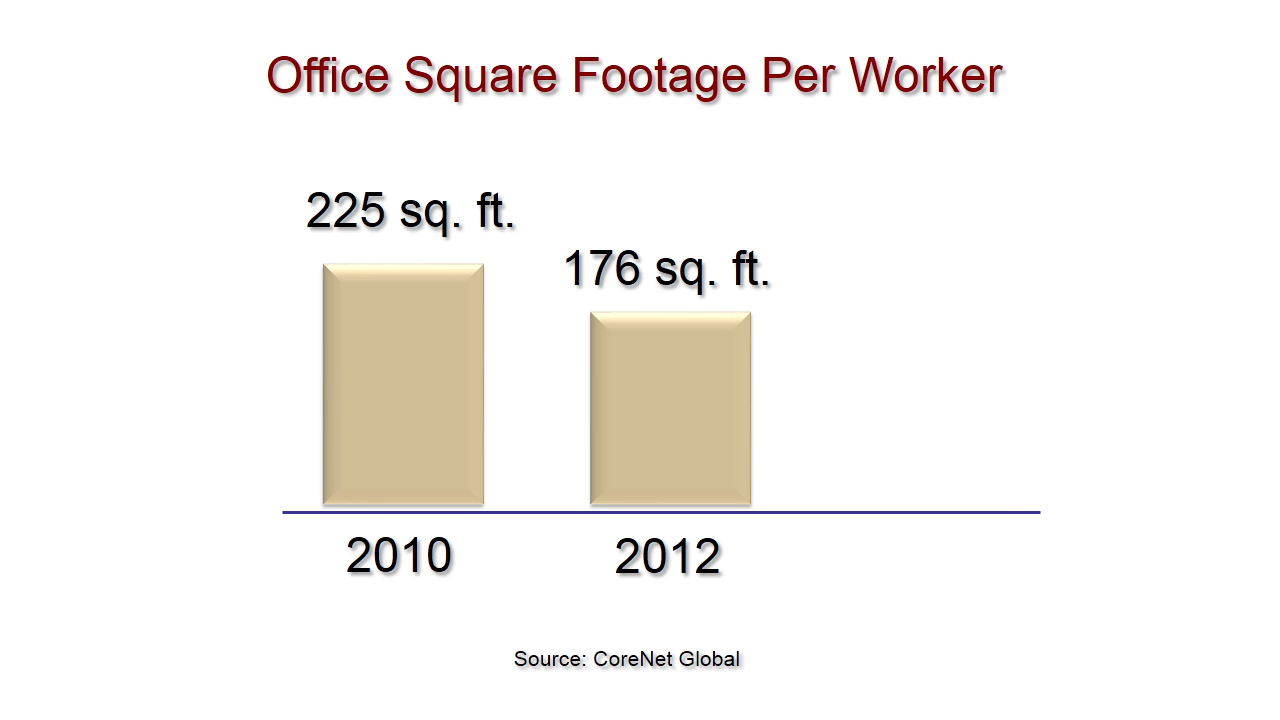 Office Square Footage Per Worker
225 sq. ft.
176 sq. ft.
2010
2012
Source: CoreNet Global